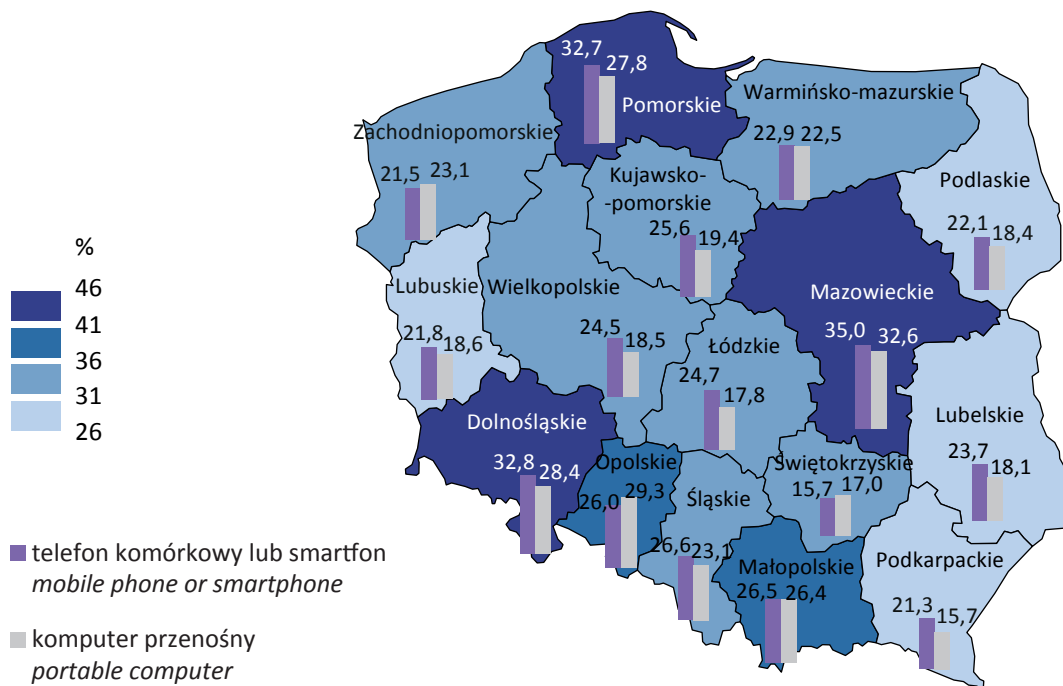 32,7
27,8
Pomorskie
Warmińsko-mazurskie
22,9 22,5
Zachodniopomorskie
21,5 23,1
Kujawsko-
-pomorskie
25,6
19,4
Podlaskie
22,1
18,4
%
46
41
36
31
26
Lubuskie
21,8
18,6
Wielkopolskie
24,5
18,5
Mazowieckie
35,0 32,6
Łódzkie
24,7
17,8
Lubelskie
23,7
18,1
Dolnośląskie
32,8
28,4
Opolskie
26,0 29,3
Śląskie
26,6 23,1
Świętokrzyskie
15,7 17,0
Małopolskie
26,5 26,4
Podkarpackie
21,3
15,7
telefon komórkowy lub smartfon
mobile phone or smartphone
komputer przenośny
portable computer